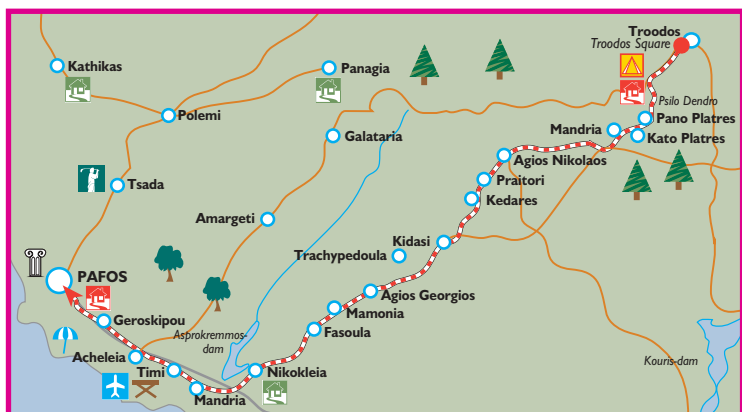 Troodos
Troodos Square
Kathikas
Panagia
Psilo Dendro
Polemi
Pano Platres
Mandria
Kato Platres
Galataria
Agios Nikolaos
Praitori
Tsada
Kedares
Amargeti
Kidasi
Trachypedoula
PAFOS
Agios Georgios
Mamonia
Geroskipou
Fasoula
Asprokremmos-
dam
Acheleia
Kouris-dam
Timi
Nikokleia
Mandria